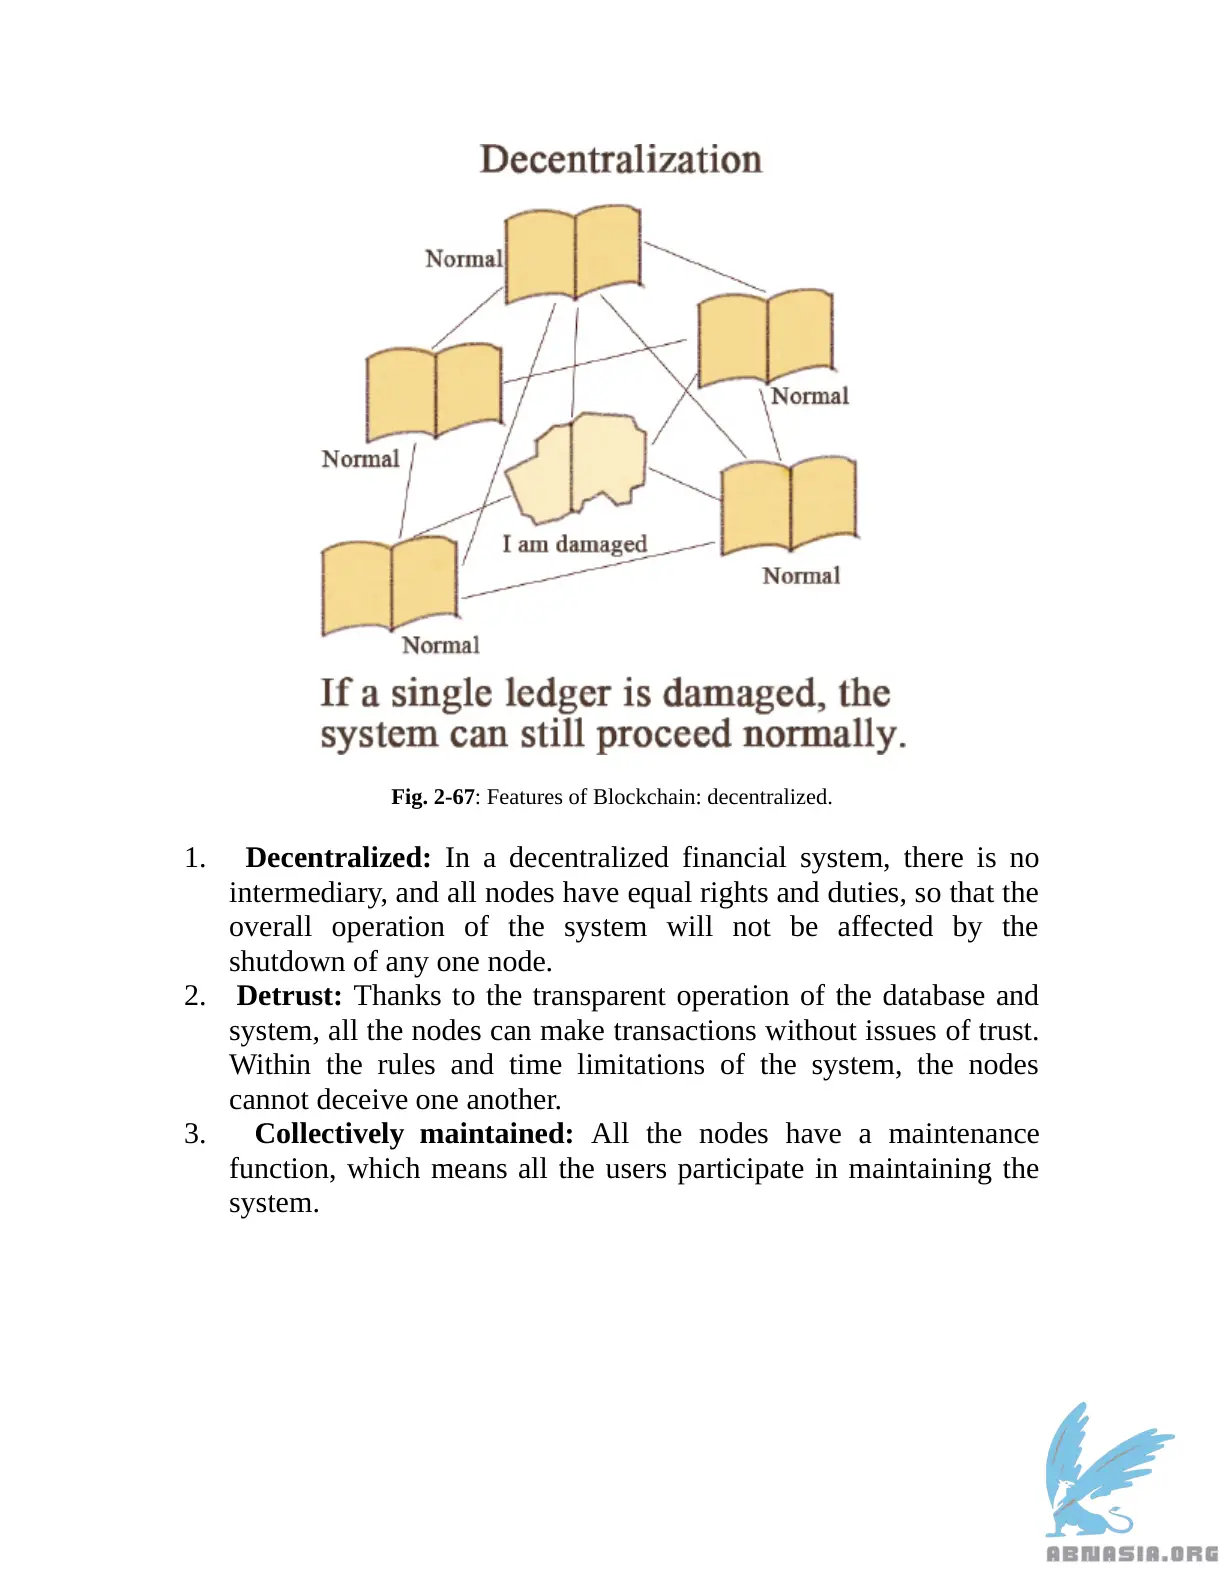 Decentralization
Normal
Normal
Normal
I am damaged
Normal
Normal
If a single ledger is damaged, the
system can still proceed normally.
Fig. 2-67: Features of Blockchain: decentralized.
1. Decentralized: In a decentralized financial system, there is no
intermediary, and all nodes have equal rights and duties, so that the
overall operation of the system will not be affected by the
shutdown of any one node.
2. Detrust: Thanks to the transparent operation of the database and
system, all the nodes can make transactions without issues of trust.
Within the rules and time limitations of the system, the nodes
cannot deceive one another.
3. Collectively maintained: All the nodes have a maintenance
function, which means all the users participate in maintaining the
system.
ABNASIA.ORG